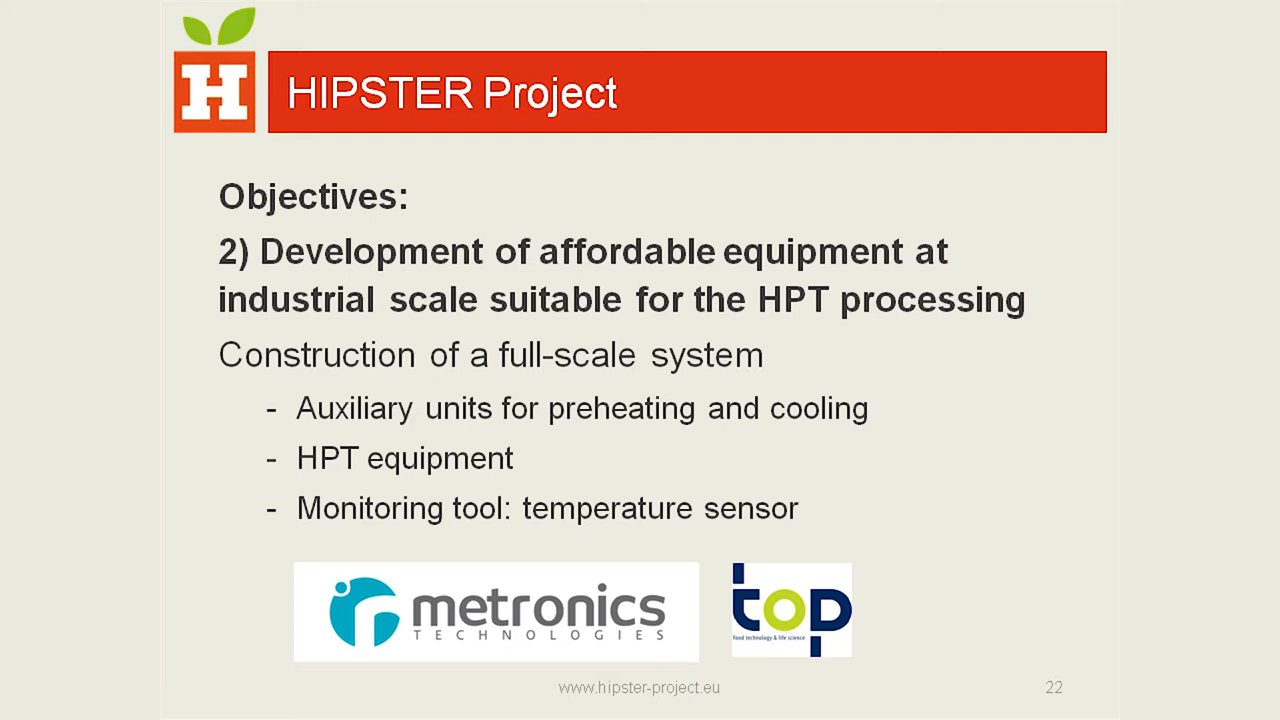 H
HIPSTER Project
Objectives:
2) Development of affordable equipment at
industrial scale suitable for the HPT processing
Construction of a full-scale system
- Auxiliary units for preheating and cooling
- HPT equipment
- Monitoring tool: temperature sensor
metronics
TECHNOLOGIES
top
Food technology & life science
www.hipster-project.eu
22